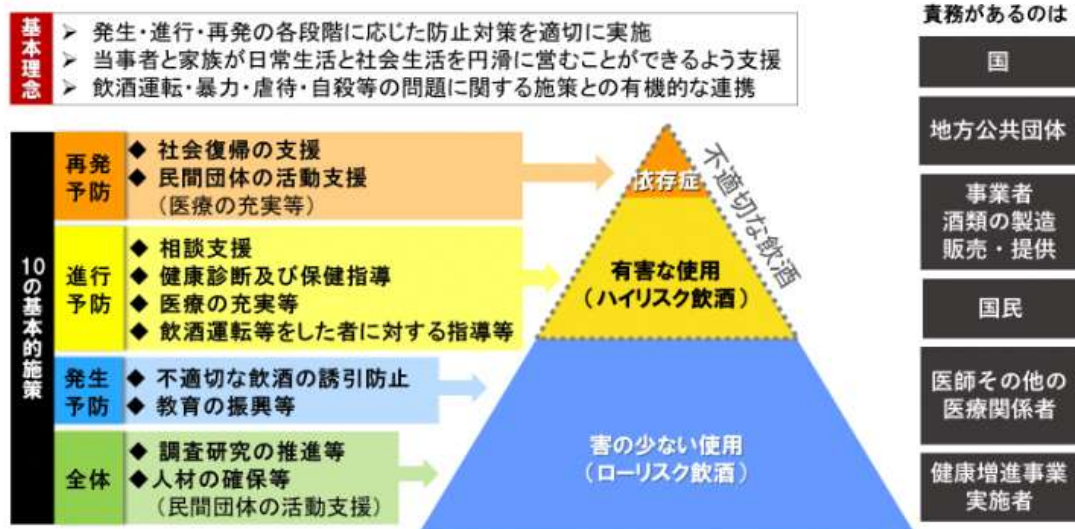 基本理念
➢ 発生・進行・再発の各段階に応じた防止対策を適切に実施
➢ 当事者と家族が日常生活と社会生活を円滑に営むことができるよう支援
➢ 飲酒運転・暴力・虐待・自殺等の問題に関する施策との有機的な連携
10の基本的施策
再発
予防
◆ 社会復帰の支援
◆ 民間団体の活動支援
（医療の充実等）
進行
予防
◆ 相談支援
◆ 健康診断及び保健指導
◆ 医療の充実等
◆ 飲酒運転等をした者に対する指導等
発生
予防
◆ 不適切な飲酒の誘引防止
◆ 教育の振興等
全体
◆ 調査研究の推進等
◆人材の確保等
（民間団体の活動支援）
依存症
不適切な飲酒
有害な使用
（ハイリスク飲酒）
害の少ない使用
（ローリスク飲酒）
責務があるのは
国
地方公共団体
事業者
酒類の製造
販売・提供
国民
医師その他の
医療関係者
健康増進事業
実施者